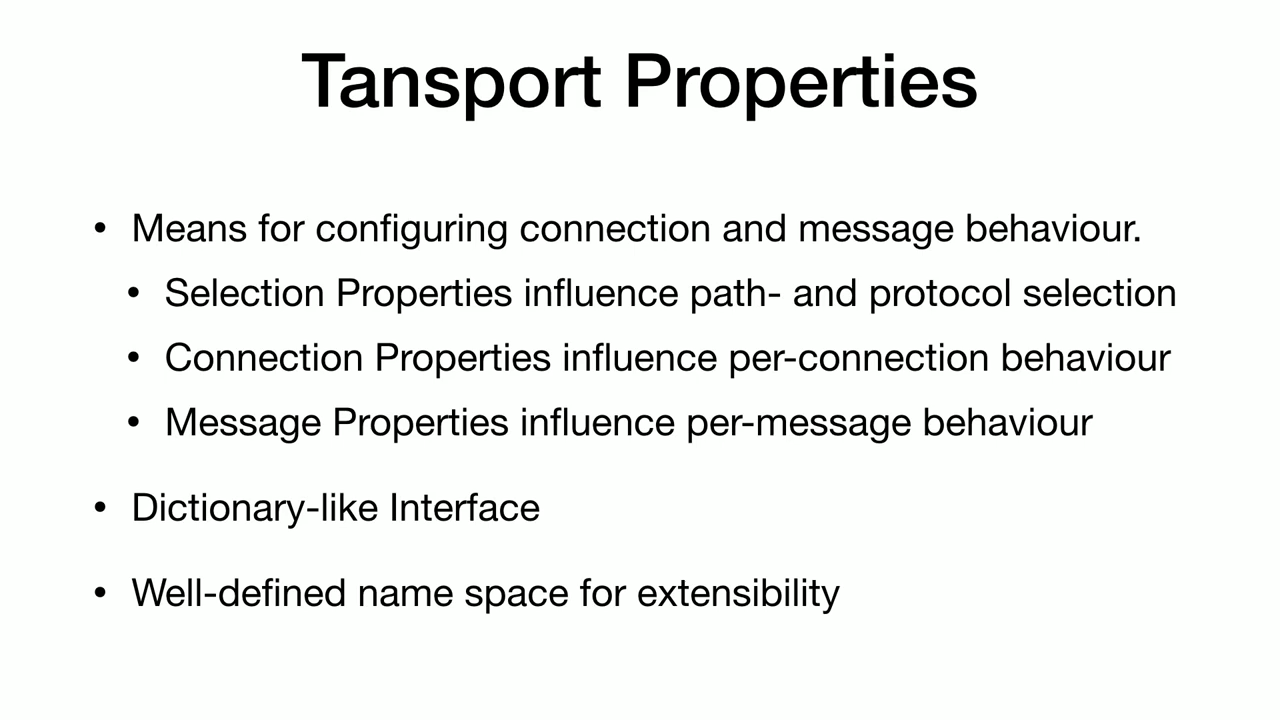 Tansport Properties
• Means for configuring connection and message behaviour.
• Selection Properties influence path- and protocol selection
• Connection Properties influence per-connection behaviour
• Message Properties influence per-message behaviour
• Dictionary-like Interface
• Well-defined name space for extensibility